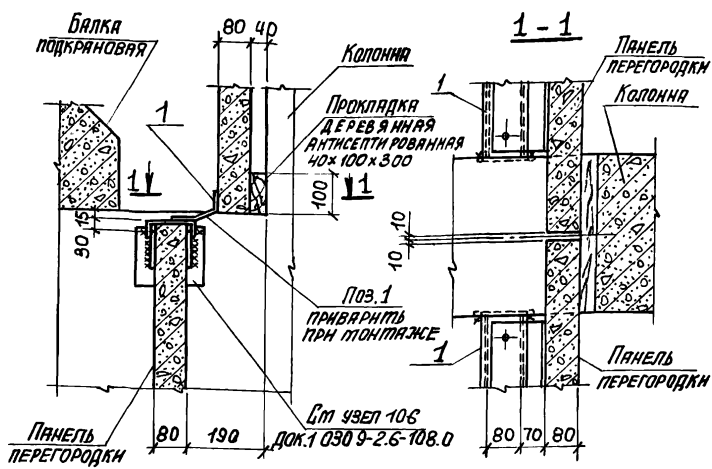 Балка
подкрановая
80
40
1
Колонна
Прокладка
деревянная
антисептированная
40×100×300
1
1
100
15
30
Поз.1
приварить
при монтаже
См узел 106
док.1 030 9-2.6-108.0
Панель
перегородки
80
190
1-1
Панель
перегородки
Колонна
1
10
10
1
Панель
перегородки
80
70
80